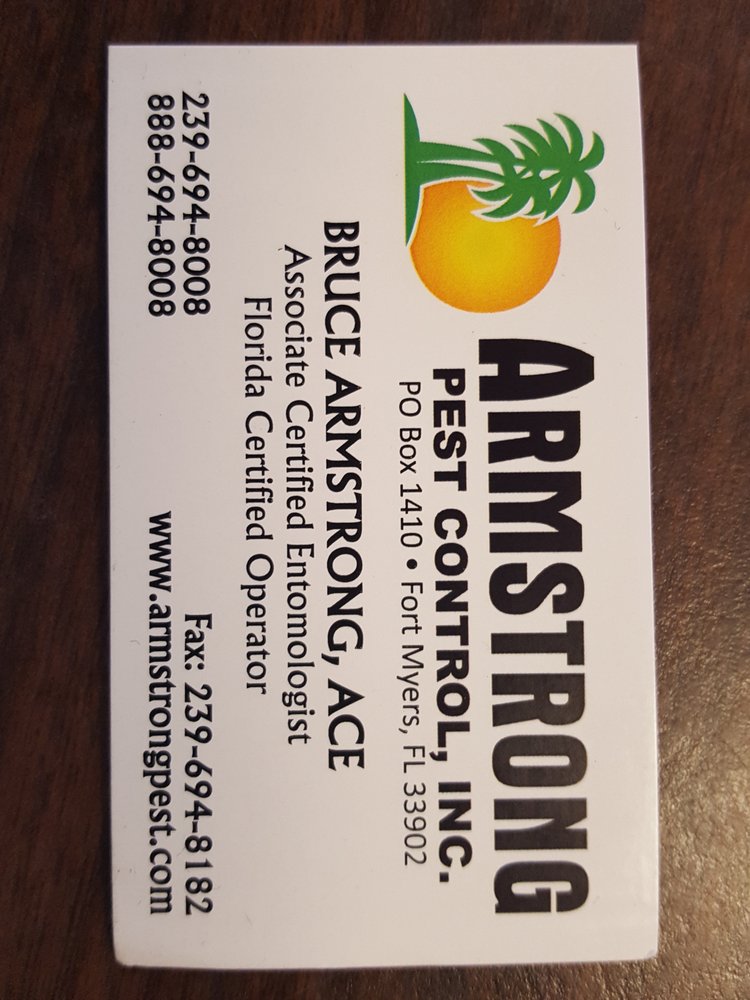 ARMSTRONG
PEST CONTROL, INC.
PO Box 1410 • Fort Myers, FL 33902
BRUCE ARMSTRONG, ACE
Associate Certified Entomologist
Florida Certified Operator
239-694-8008
888-694-8008
Fax: 239-694-8182
www.armstrongpest.com